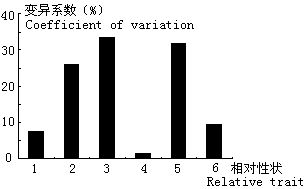 变异系数(%)
Coefficient of variation
40
30
20
10
0
1 2 3 4 5 6 相对性状
Relative trait